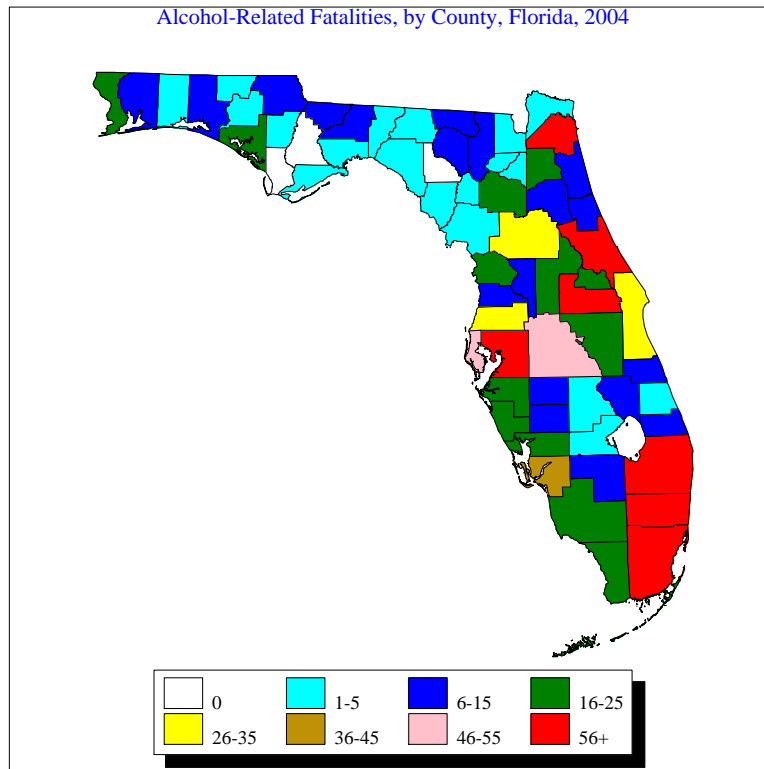 Alcohol-Related Fatalities, by County, Florida, 2004
0 1-5 6-15 16-25
26-35 36-45 46-55 56+